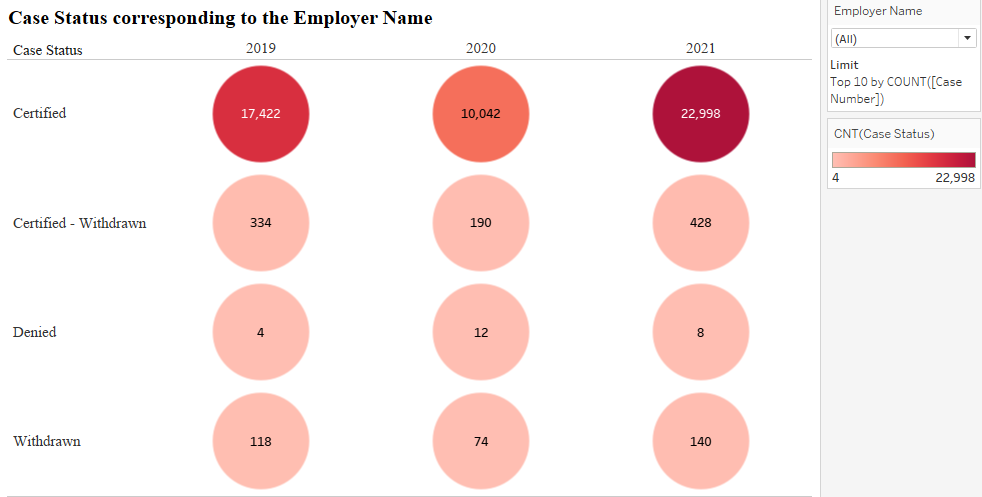 Case Status corresponding to the Employer Name
Case Status 2019 2020 2021
Certified 17,422 10,042 22,998
Certified - Withdrawn 334 190 428
Denied 4 12 8
Withdrawn 118 74 140
Employer Name
(All)
Limit
Top 10 by COUNT([Case
Number])
CNT(Case Status)
4 22,998